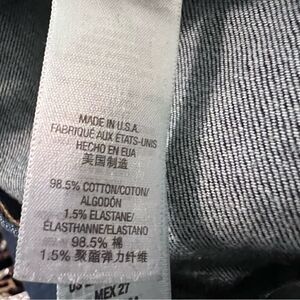 MADE IN U.S.A.
FABRIQUÉ AUX ÉTATS-UNIS
HECHO EN EUA
美国制造
98.5% COTTON/COTON/
ALGODÓN
1.5% ELASTANE/
ÉLASTHANNE/ELASTANO
98.5% 棉
1.5% 聚酯弹力纤维
MEX 27